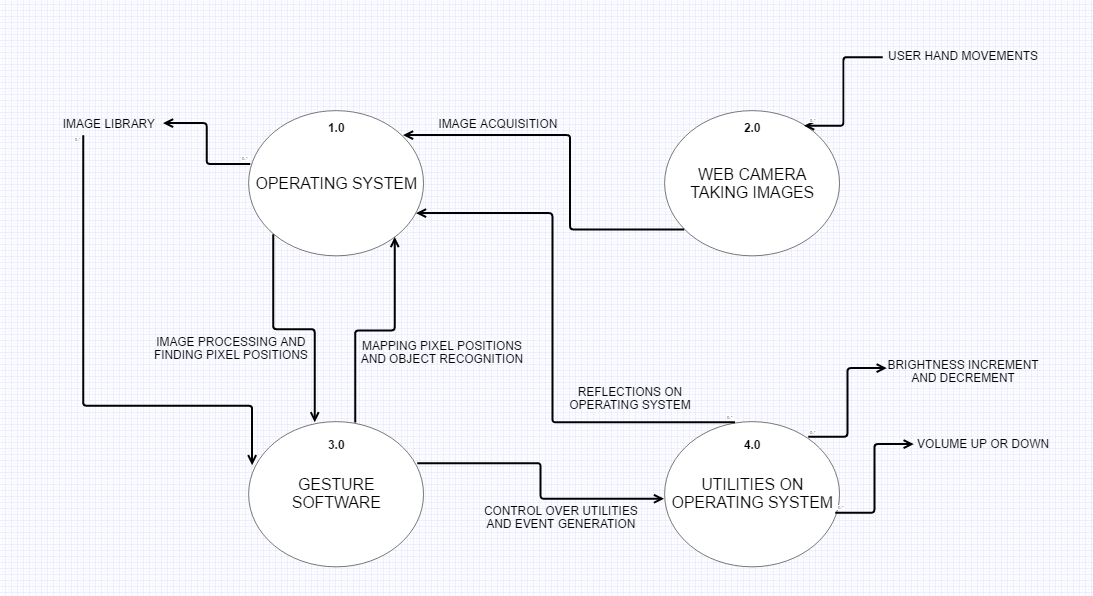 USER HAND MOVEMENTS
IMAGE LIBRARY
1.0
OPERATING SYSTEM
IMAGE ACQUISITION
2.0
WEB CAMERA
TAKING IMAGES
IMAGE PROCESSING AND
FINDING PIXEL POSITIONS
MAPPING PIXEL POSITIONS
AND OBJECT RECOGNITION
REFLECTIONS ON
OPERATING SYSTEM
BRIGHTNESS INCREMENT
AND DECREMENT
3.0
GESTURE
SOFTWARE
CONTROL OVER UTILITIES
AND EVENT GENERATION
4.0
UTILITIES ON
OPERATING SYSTEM
VOLUME UP OR DOWN